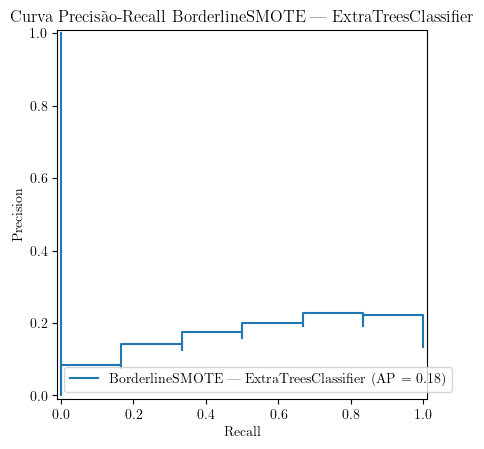 Curva Precisão-Recall BorderlineSMOTE — ExtraTreesClassifier
1.0
0.8
0.6
0.4
0.2
0.0
Precision
BorderlineSMOTE — ExtraTreesClassifier (AP = 0.18)
0.0 0.2 0.4 0.6 0.8 1.0
Recall